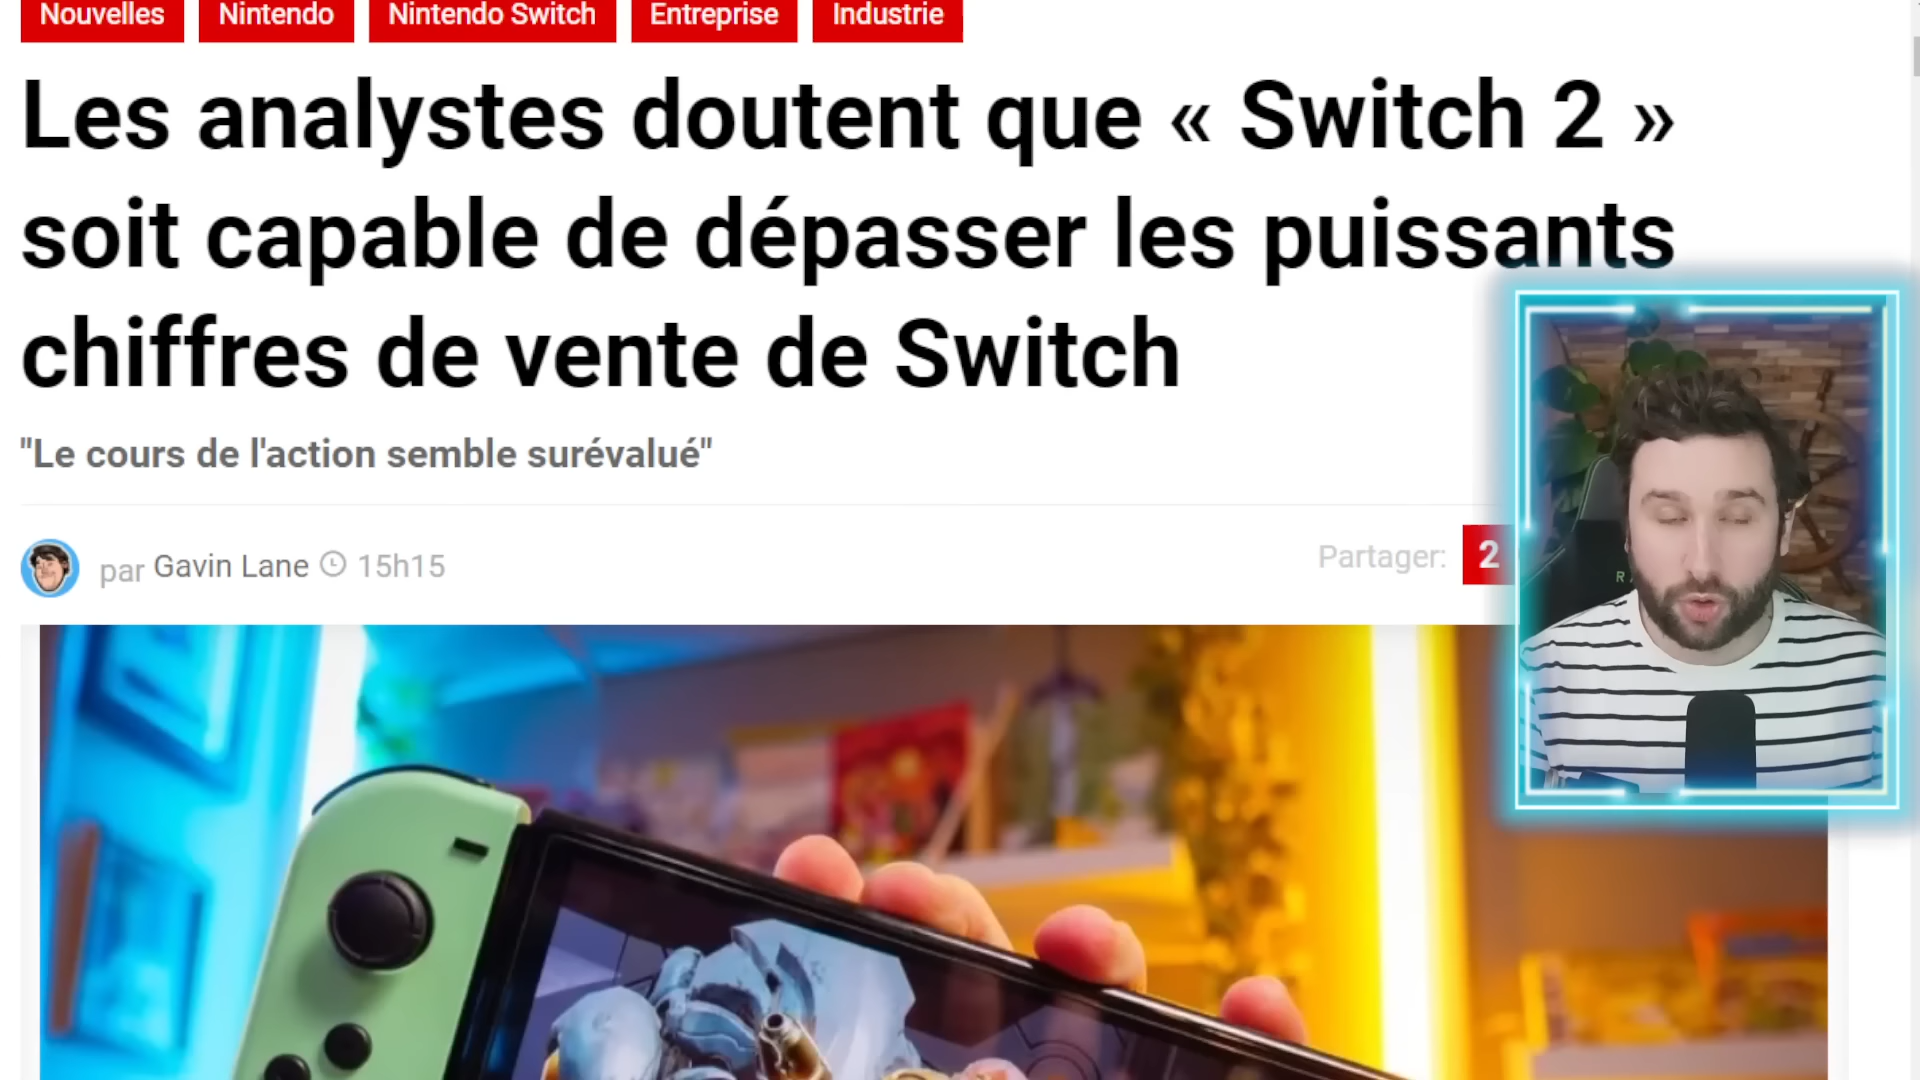 Nouvelles Nintendo Nintendo Switch Entreprise Industrie
Les analystes doutent que « Switch 2 »
soit capable de dépasser les puissants
chiffres de vente de Switch
"Le cours de l'action semble surévalué"
par Gavin Lane 15h15
Partager: 2